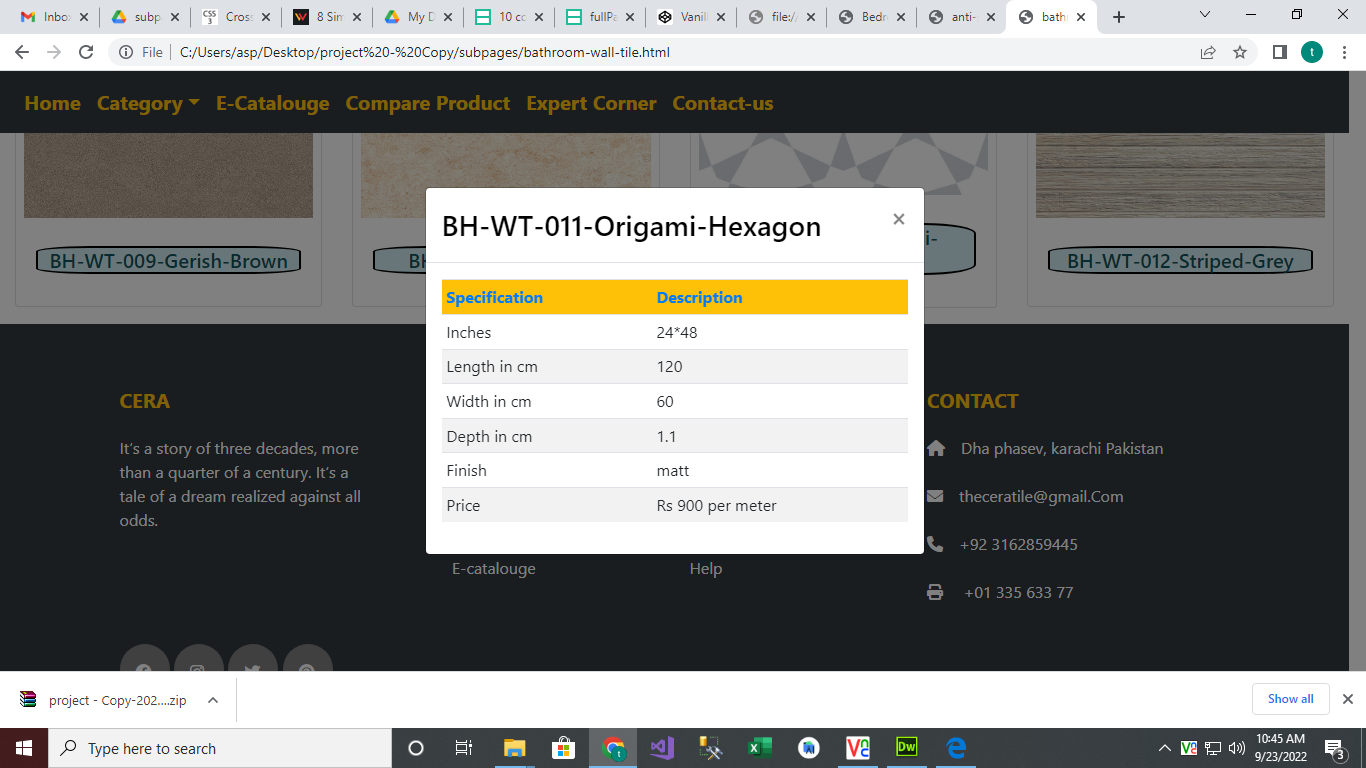 Inbo
subp
CSS
3
Cross
8 Sim
My D
10 co
fullPa
Vanill
file:/
Bedr
anti-
bath
File
C:/Users/asp/Desktop/project%20-%20Copy/subpages/bathroom-wall-tile.html
t
Home Category E-Catalouge Compare Product Expert Corner Contact-us
BH-WT-009-Gerish-Brown
BH
i-
BH-WT-012-Striped-Grey
BH-WT-011-Origami-Hexagon
×
Specification Description
Inches 24*48
Length in cm 120
Width in cm 60
Depth in cm 1.1
Finish matt
Price Rs 900 per meter
CERA
It's a story of three decades, more
than a quarter of a century. It's a
tale of a dream realized against all
odds.
E-catalouge
Help
CONTACT
Dha phasev, karachi Pakistan
theceratile@gmail.Com
+92 3162859445
+01 335 633 77
project - Copy-202....zip
Show all
Type here to search
10:45 AM
9/23/2022
3